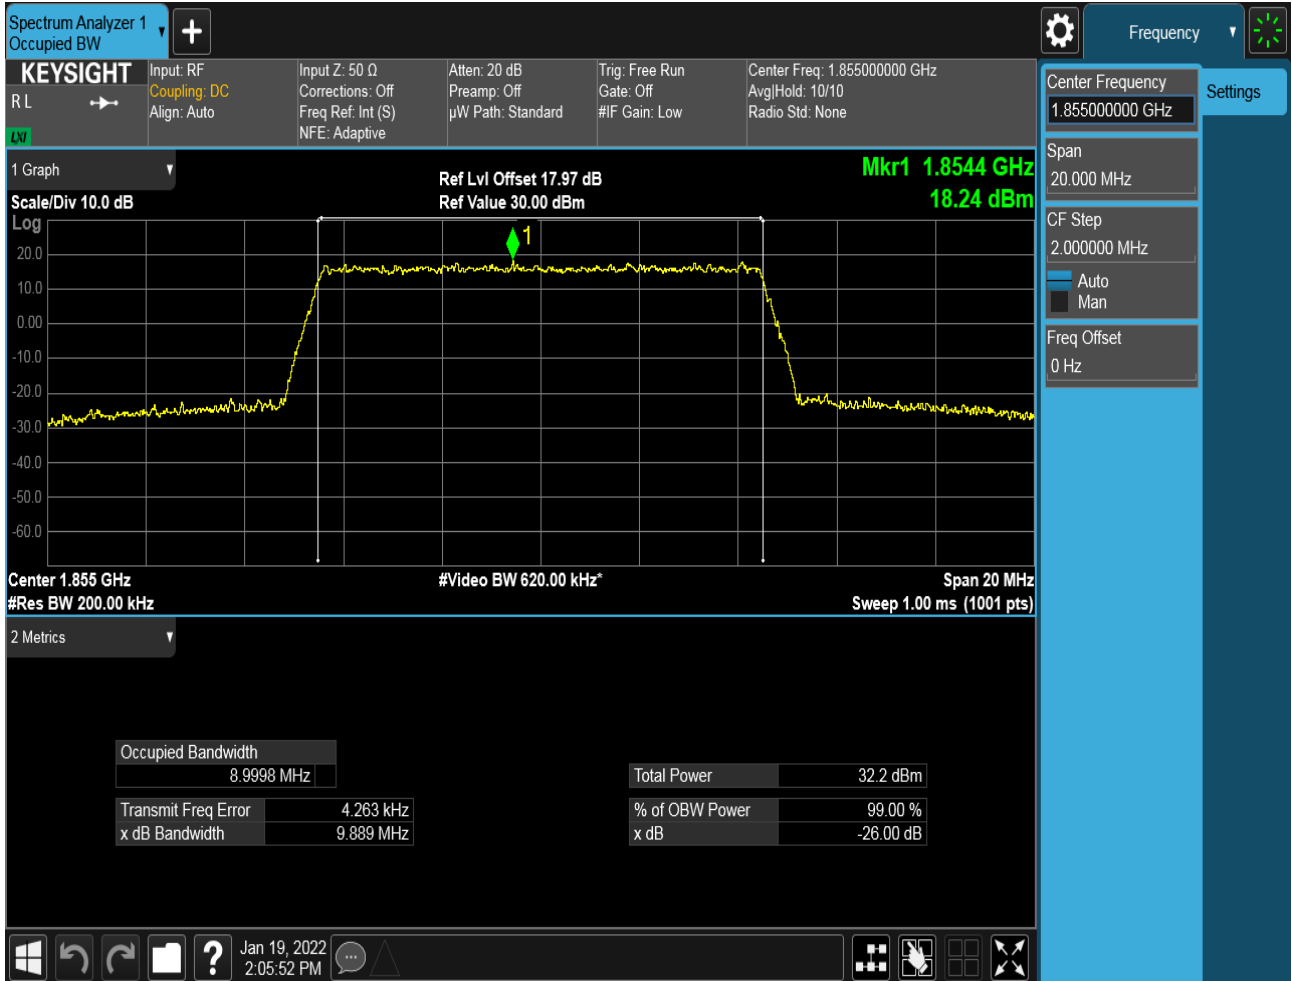 Spectrum Analyzer 1
Occupied BW
Frequency
KEYSIGHT
R L
LXI
Input: RF
Coupling: DC
Align: Auto
Input Z: 50 Ω
Corrections: Off
Freq Ref: Int (S)
NFE: Adaptive
Atten: 20 dB
Preamp: Off
µW Path: Standard
Trig: Free Run
Gate: Off
#IF Gain: Low
Center Freq: 1.855000000 GHz
Avg|Hold: 10/10
Radio Std: None
Center Frequency
1.855000000 GHz
Settings
Span
20.000 MHz
CF Step
2.000000 MHz
Auto
Man
Freq Offset
0 Hz
1 Graph
Scale/Div 10.0 dB
Log
Ref Lvl Offset 17.97 dB
Ref Value 30.00 dBm
Mkr1 1.8544 GHz
18.24 dBm
1
20.0
10.0
0.00
-10.0
-20.0
-30.0
-40.0
-50.0
-60.0
Center 1.855 GHz
#Res BW 200.00 kHz
#Video BW 620.00 kHz*
Span 20 MHz
Sweep 1.00 ms (1001 pts)
2 Metrics
Occupied Bandwidth
8.9998 MHz
Transmit Freq Error 4.263 kHz
x dB Bandwidth 9.889 MHz
Total Power 32.2 dBm
% of OBW Power 99.00 %
x dB -26.00 dB
?
Jan 19, 2022
2:05:52 PM